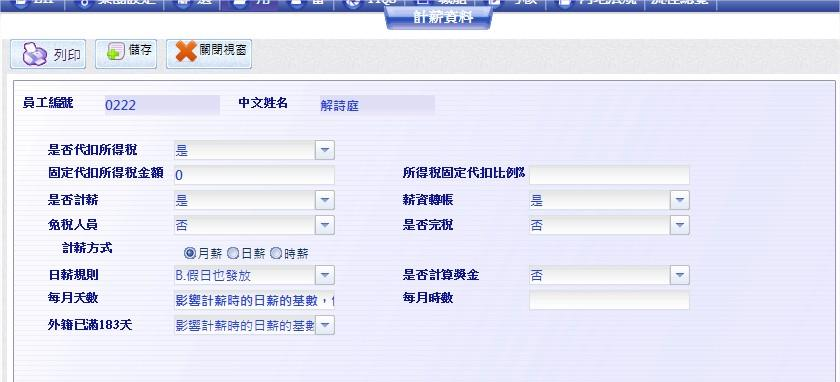 計薪資料
列印 儲存 關閉視窗
員工編號 0222 中文姓名 解詩庭
是否代扣所得稅 是
固定代扣所得稅金額 0 所得稅固定代扣比例%
是否計薪 是 薪資轉帳 是
免稅人員 否 是否完稅 否
計薪方式 月薪 日薪 時薪
日薪規則 B.假日也發放 是否計算獎金 否
每月天數 影響計薪時的日薪的基數， 每月時數
外籍已滿183天 影響計薪時的日薪的基數